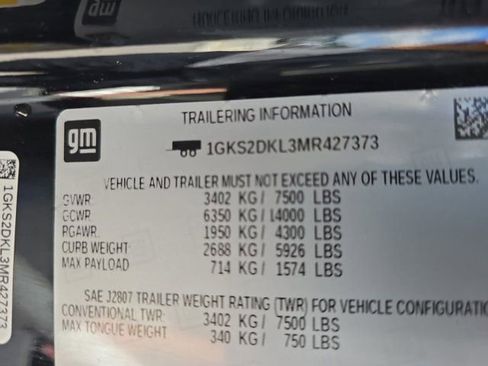 gm
TRAILERING INFORMATION
1GKS2DKL3MR427373
VEHICLE AND TRAILER MUST NOT EXCEED ANY OF THESE VALUES.
GVWR: 3402 KG / 7500 LBS
GCWR: 6350 KG / 14000 LBS
RGAWR: 1950 KG / 4300 LBS
CURB WEIGHT 2688 KG / 5926 LBS
MAX PAYLOAD 714 KG / 1574 LBS
SAE J2807 TRAILER WEIGHT RATING (TWR) FOR VEHICLE CONFIGURATION
CONVENTIONAL TWR: 3402 KG / 7500 LBS
MAX TONGUE WEIGHT 340 KG / 750 LBS
1GKS2DKL3MR427373